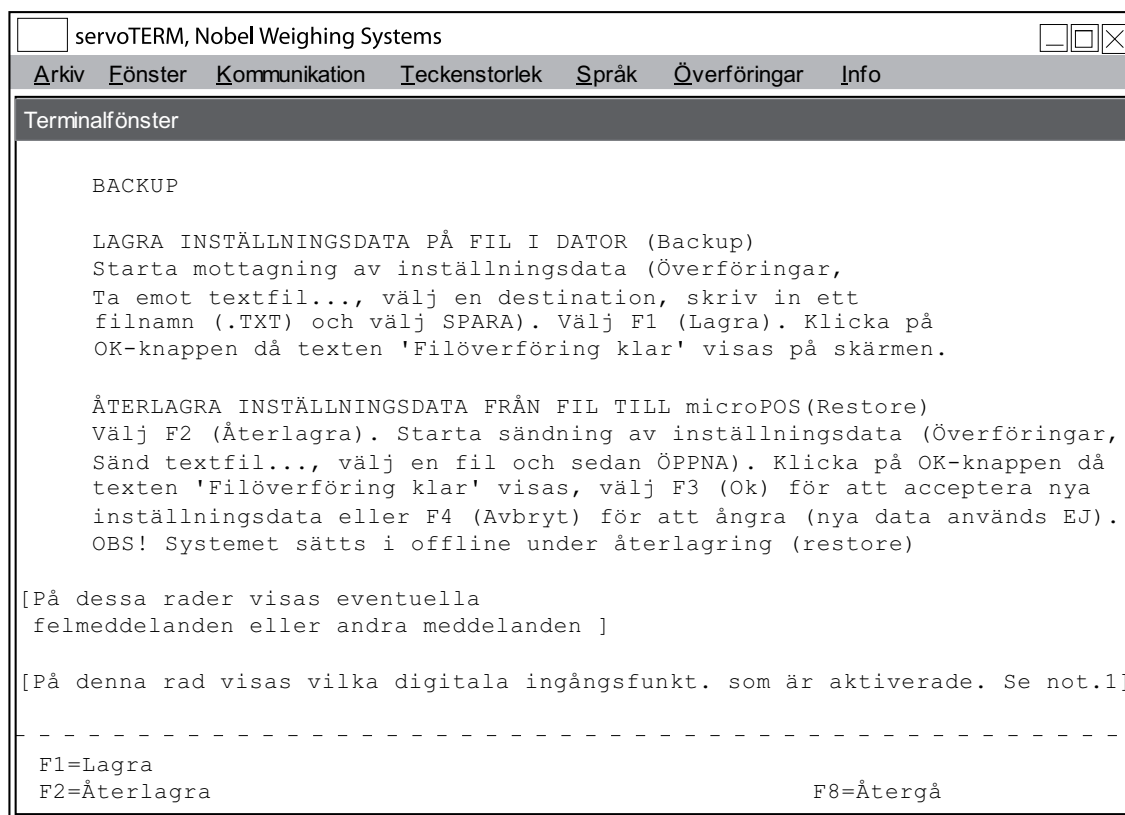 servoTERM, Nobel Weighing Systems
Arkiv Fönster Kommunikation Teckenstorlek Språk Överföringar Info
Terminalfönster
BACKUP
LAGRA INSTÄLLNINGSDATA PÅ FIL I DATOR (Backup)
Starta mottagning av inställningsdata (Överföringar,
Ta emot textfil..., välj en destination, skriv in ett
filnamn (.TXT) och välj SPARA). Välj F1 (Lagra). Klicka på
OK-knappen då texten 'Filöverföring klar' visas på skärmen.
ÅTERLAGRA INSTÄLLNINGSDATA FRÅN FIL TILL microPOS(Restore)
Välj F2 (Återlagra). Starta sändning av inställningsdata (Överföringar,
Sänd textfil..., välj en fil och sedan ÖPPNA). Klicka på OK-knappen då
texten 'Filöverföring klar' visas, välj F3 (Ok) för att acceptera nya
inställningsdata eller F4 (Avbryt) för att ångra (nya data används EJ).
OBS! Systemet sätts i offline under återlagring (restore)
[På dessa rader visas eventuella
felmeddelanden eller andra meddelanden ]
[På denna rad visas vilka digitala ingångsfunkt. som är aktiverade. Se not.1]
F1=Lagra
F2=Återlagra F8=Återgå